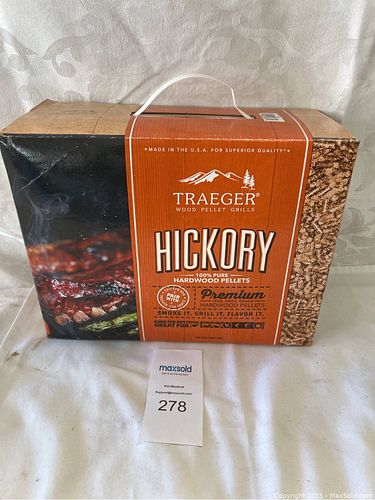 *MADE IN THE U.S.A. FOR SUPERIOR QUALITY*
TRAEGER®
WOOD PELLET GRILLS
HICKORY
100% PURE
HARDWOOD PELLETS
Premium
HARDWOOD PELLETS
SMOKE IT. GRILL IT. FLAVOR IT.
GREAT FOR
maxsold
278
Copyright 2023 - MaxSold.com